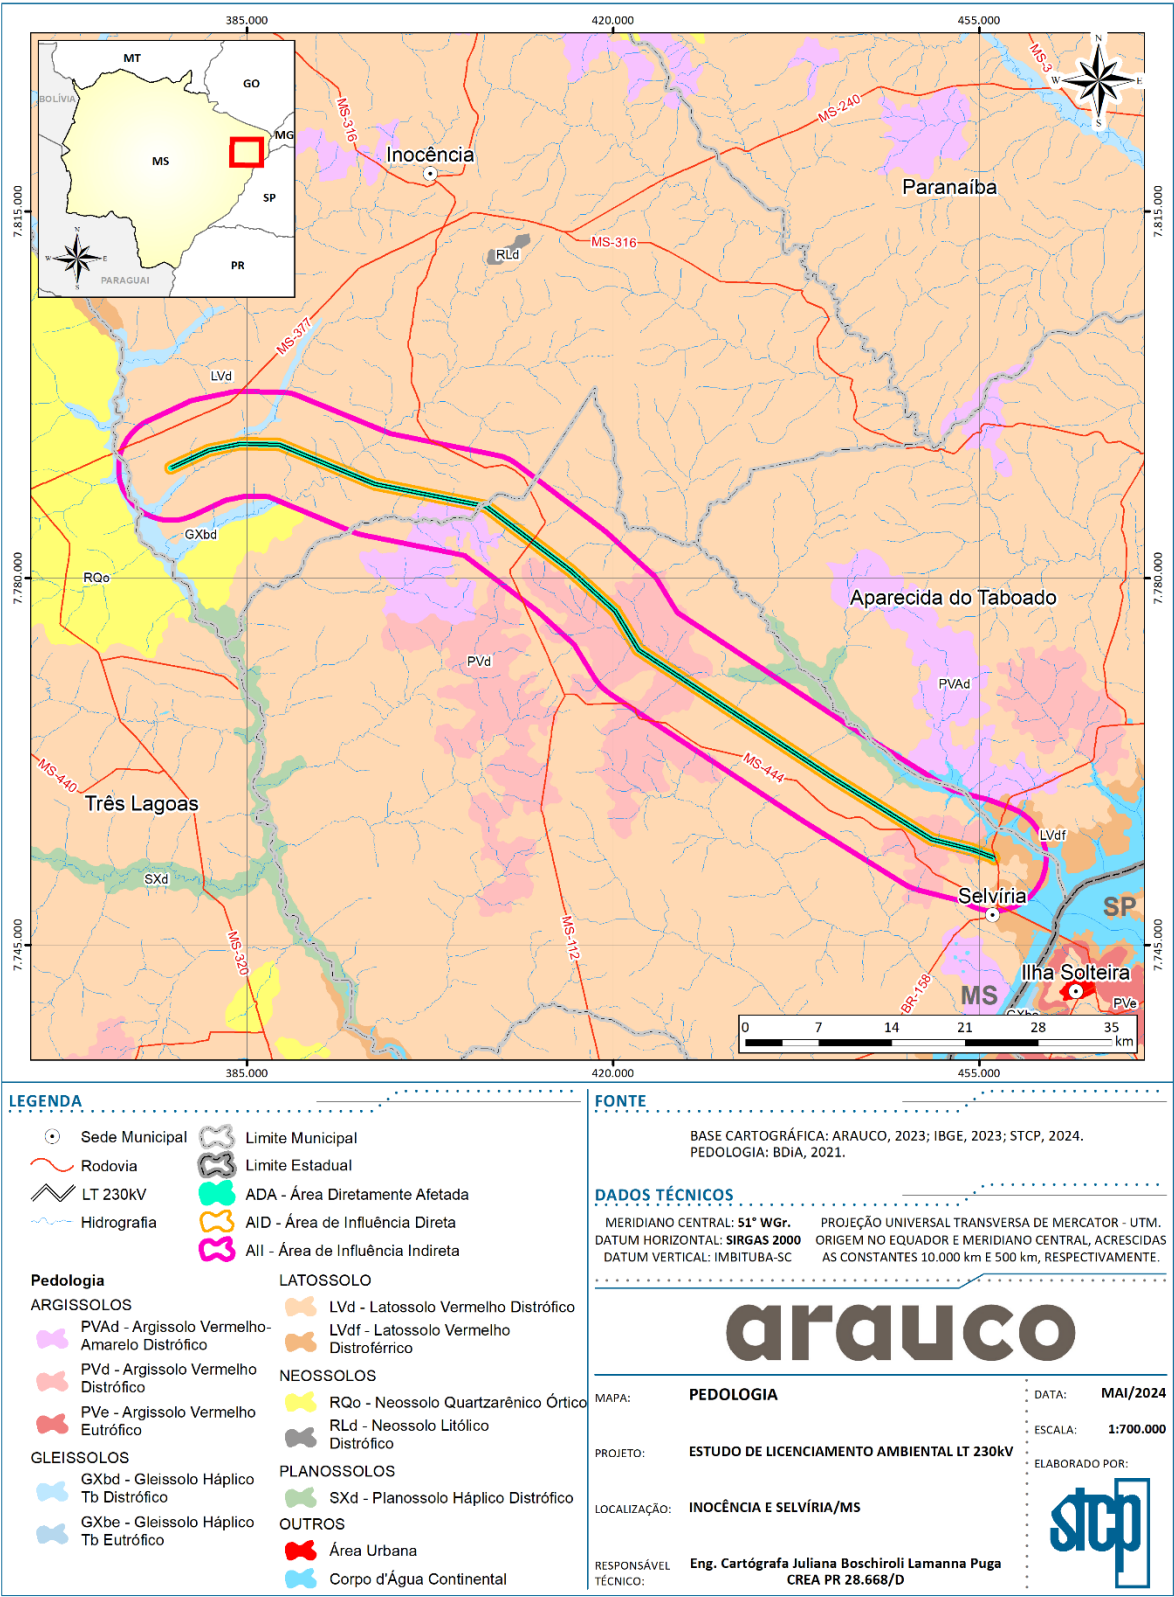 385.000
420.000
455.000
MT
GO
BOLÍVIA
MG
MS
SP
PR
PARAGUAI
N
W
E
S
N
W
E
S
MS-316
Inocência
MS-240
MS-3
Paranaíba
7.815.000
7.815.000
MS-316
RLd
MS-377
LVd
GXbd
RQo
7.780.000
7.780.000
Aparecida do Taboado
PVd
PVAd
MS-440
Três Lagoas
MS-444
LVdf
SXd
Selvíria
SP
MS-320
MS-112
7.745.000
7.745.000
BR-158
Ilha Solteira
MS
PVe
0 7 14 21 28 35
km
385.000
420.000
455.000
LEGENDA
Sede Municipal
Rodovia
LT 230kV
Hidrografia
Limite Municipal
Limite Estadual
ADA - Área Diretamente Afetada
AID - Área de Influência Direta
AII - Área de Influência Indireta
Pedologia
ARGISSOLOS
PVAd - Argissolo Vermelho-
Amarelo Distrófico
PVd - Argissolo Vermelho
Distrófico
PVe - Argissolo Vermelho
Eutrófico
GLEISSOLOS
GXbd - Gleissolo Háplico
Tb Distrófico
GXbe - Gleissolo Háplico
Tb Eutrófico
LATOSSOLO
LVd - Latossolo Vermelho Distrófico
LVdf - Latossolo Vermelho
Distroférrico
NEOSSOLOS
RQo - Neossolo Quartzarênico Órtico
RLd - Neossolo Litólico
Distrófico
PLANOSSOLOS
SXd - Planossolo Háplico Distrófico
OUTROS
Área Urbana
Corpo d'Água Continental
FONTE
BASE CARTOGRÁFICA: ARAUCO, 2023; IBGE, 2023; STCP, 2024.
PEDOLOGIA: BDiA, 2021.
DADOS TÉCNICOS
MERIDIANO CENTRAL: 51° WGr.
DATUM HORIZONTAL: SIRGAS 2000
DATUM VERTICAL: IMBITUBA-SC
PROJEÇÃO UNIVERSAL TRANSVERSA DE MERCATOR - UTM.
ORIGEM NO EQUADOR E MERIDIANO CENTRAL, ACRESCIDAS
AS CONSTANTES 10.000 km E 500 km, RESPECTIVAMENTE.
arauco
MAPA: PEDOLOGIA
PROJETO: ESTUDO DE LICENCIAMENTO AMBIENTAL LT 230kV
LOCALIZAÇÃO: INOCÊNCIA E SELVÍRIA/MS
RESPONSÁVEL
TÉCNICO:
Eng. Cartógrafa Juliana Boschiroli Lamanna Puga
CREA PR 28.668/D
DATA: MAI/2024
ESCALA: 1:700.000
ELABORADO POR:
stcp